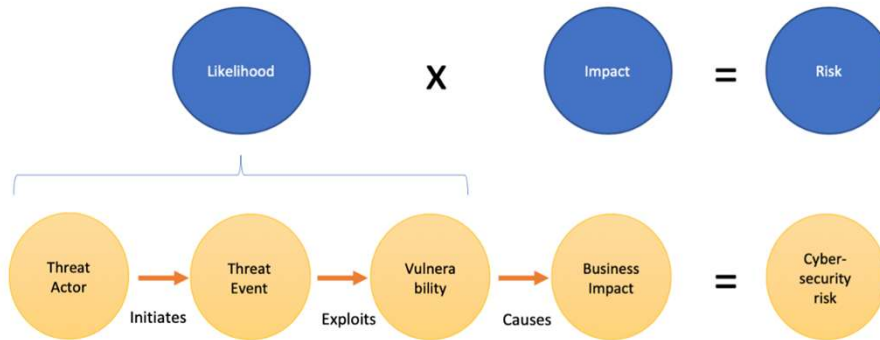 Likelihood
X
Impact
=
Risk
Threat
Actor
Initiates
Threat
Event
Exploits
Vulnera
bility
Causes
Business
Impact
=
Cyber-
security
risk